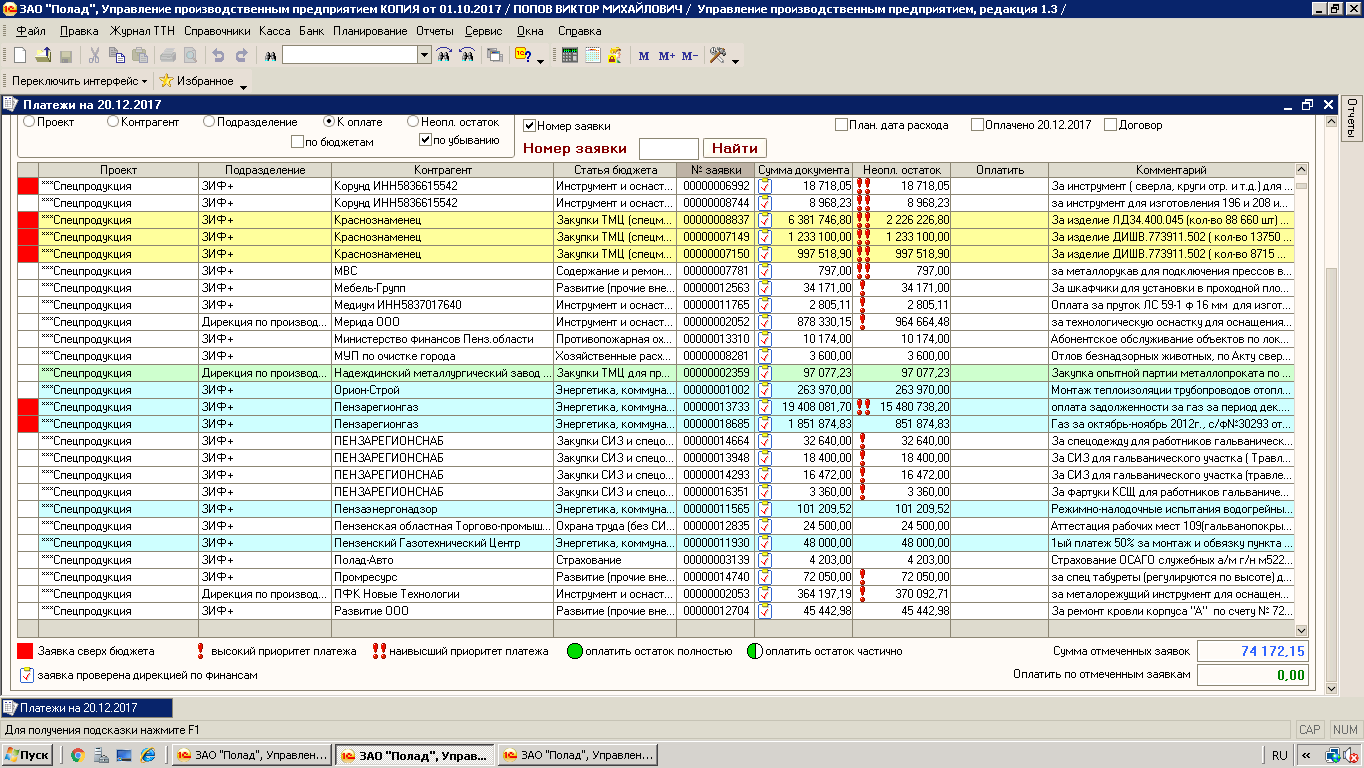 ЗАО "Полад", Управление производственным предприятием КОПИЯ от 01.10.2017 / ПОПОВ ВИКТОР МИХАЙЛОВИЧ / Управление производственным предприятием, редакция 1.3 /
Файл Правка Журнал ТТН Справочники Касса Банк Планирование Отчеты Сервис Окна Справка
M M+ M-
Переключить интерфейс Избранное
Платежи на 20.12.2017
Отчеты
Проект Контрагент Подразделение К оплате Неопл. остаток Номер заявки План. дата расхода Оплачено 20.12.2017 Договор
по бюджетам по убыванию Номер заявки Найти
Проект Подразделение Контрагент Статья бюджета № заявки Сумма документа Неопл. остаток Оплатить Комментарий
***Спецпродукция ЗИФ+ Корунд ИНН5836615542 Инструмент и оснаст... 00000006992 18 718,05 18 718,05 За инструмент ( сверла, круги отр. и т.д.) для ...
***Спецпродукция ЗИФ+ Корунд ИНН5836615542 Инструмент и оснаст... 00000008744 8 968,23 8 968,23 за инструмент для изготовления 196 и 208 и...
***Спецпродукция ЗИФ+ Краснознаменец Закупки ТМЦ (спецм... 00000008837 6 381 746,80 2 226 226,80 За изделие ЛД34.400.045 (кол-во 88 660 шт) ...
***Спецпродукция ЗИФ+ Краснознаменец Закупки ТМЦ (спецм... 00000007149 1 233 100,00 1 233 100,00 За изделие ДИШВ.773911.502 ( кол-во 13750 ...
***Спецпродукция ЗИФ+ Краснознаменец Закупки ТМЦ (спецм... 00000007150 997 518,90 997 518,90 За изделие ДИШВ.773911.502 ( кол-во 8715 ...
***Спецпродукция ЗИФ+ МВС Содержание и ремон... 00000007781 797,00 797,00 за металлорукав для подключения прессов в...
***Спецпродукция ЗИФ+ Мебель-Групп Развитие (прочие вне... 00000012563 34 171,00 34 171,00 За шкафчики для установки в проходной пло...
***Спецпродукция ЗИФ+ Медиум ИНН5837017640 Инструмент и оснаст... 00000011765 2 805,11 2 805,11 Оплата за пруток ЛС 59-1 ф 16 мм для изгот...
***Спецпродукция Дирекция по производ... Мерида ООО Инструмент и оснаст... 00000002052 878 330,15 964 664,48 за технологическую оснастку для оснащения...
***Спецпродукция ЗИФ+ Министерство Финансов Пенз.области Противопожарная ох... 00000013310 10 174,00 10 174,00 Абонентское обслуживание объектов по лок...
***Спецпродукция ЗИФ+ МУП по очистке города Хозяйственные расх... 00000008281 3 600,00 3 600,00 Отлов безнадзорных животных, по Акту свер...
***Спецпродукция Дирекция по производ... Надеждинский металлургический завод ... Закупки ТМЦ для пр... 00000002359 97 077,23 97 077,23 Закупка опытной партии металлопроката по ...
***Спецпродукция ЗИФ+ Орион-Строй Энергетика, коммуна... 00000001002 263 970,00 263 970,00 Монтаж теплоизоляции трубопроводов отопл...
***Спецпродукция ЗИФ+ Пензарегионгаз Энергетика, коммуна... 00000013733 19 408 081,70 15 480 738,20 оплата задолженности за газ за период дек....
***Спецпродукция ЗИФ+ Пензарегионгаз Энергетика, коммуна... 00000018685 1 851 874,83 851 874,83 Газ за октябрь-ноябрь 2012г., с/ф№30293 от...
***Спецпродукция ЗИФ+ ПЕНЗАРЕГИОНСНАБ Закупки СИЗ и спецо... 00000014664 32 640,00 32 640,00 За спецодежду для работников гальваническ...
***Спецпродукция ЗИФ+ ПЕНЗАРЕГИОНСНАБ Закупки СИЗ и спецо... 00000013948 18 400,00 18 400,00 За СИЗ для гальванического участка ( Травл...
***Спецпродукция ЗИФ+ ПЕНЗАРЕГИОНСНАБ Закупки СИЗ и спецо... 00000014293 16 472,00 16 472,00 За СИЗ для гальванического участка (травле...
***Спецпродукция ЗИФ+ ПЕНЗАРЕГИОНСНАБ Закупки СИЗ и спецо... 00000016351 3 360,00 3 360,00 За Фартуки КСЩ для работников гальваниче...
***Спецпродукция ЗИФ+ Пензаэнергонадзор Энергетика, коммуна... 00000011565 101 209,52 101 209,52 Режимно-наладочные испытания водогрейны...
***Спецпродукция ЗИФ+ Пензенская областная Торгово-промыш... Охрана труда (без СИ... 00000012835 24 500,00 24 500,00 Аттестация рабочих мест 109(гальванопокры...
***Спецпродукция ЗИФ+ Пензенский Газотехнический Центр Энергетика, коммуна... 00000011930 48 000,00 48 000,00 1ый платеж 50% за монтаж и обвязку пункта ...
***Спецпродукция ЗИФ+ Полад-Авто Страхование 00000003139 4 203,00 4 203,00 Страхование ОСАГО служебных а/м г/н м522...
***Спецпродукция ЗИФ+ Промресурс Развитие (прочие вне... 00000014740 72 050,00 72 050,00 за спец табуреты (регулируются по высоте) д...
***Спецпродукция Дирекция по производ... ПФК Новые Технологии Инструмент и оснаст... 00000002053 364 197,19 370 092,71 за металорежущий инструмент для оснащен...
***Спецпродукция ЗИФ+ Развитие ООО Развитие (прочие вне... 00000012704 45 442,98 45 442,98 За ремонт кровли корпуса "А" по счету № 72...
Заявка сверх бюджета высокий приоритет платежа наивысший приоритет платежа оплатить остаток полностью оплатить остаток частично Сумма отмеченных заявок 74 172,15
заявка проверена дирекцией по финансам Оплатить по отмеченным заявкам 0,00
Платежи на 20.12.2017
Для получения подсказки нажмите F1 CAP NUM
Пуск ЗАО "Полад", Управлен... ЗАО "Полад", Управ... ЗАО "Полад", Управлен... RU